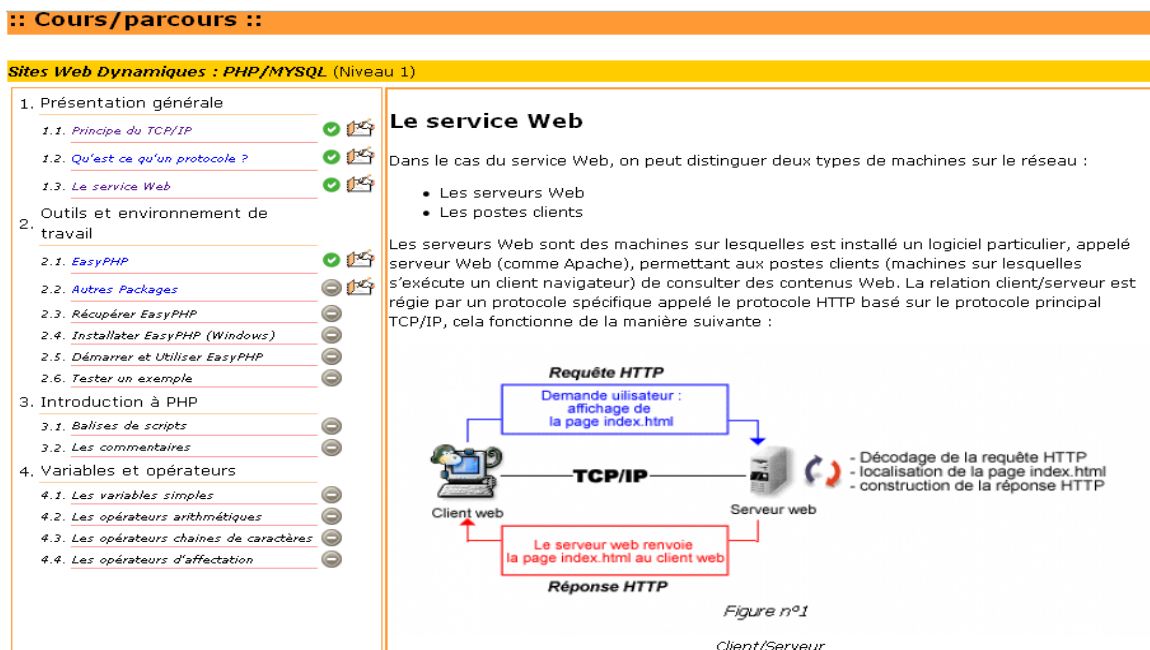 :: Cours/parcours ::
Sites Web Dynamiques : PHP/MYSQL (Niveau 1)
1. Présentation générale
1.1. Principe du TCP/IP
1.2. Qu'est ce qu'un protocole ?
1.3. Le service Web
2. Outils et environnement de
travail
2.1. EasyPHP
2.2. Autres Packages
2.3. Récupérer EasyPHP
2.4. Installater EasyPHP (Windows)
2.5. Démarrer et Utiliser EasyPHP
2.6. Tester un exemple
3. Introduction à PHP
3.1. Balises de scripts
3.2. Les commentaires
4. Variables et opérateurs
4.1. Les variables simples
4.2. Les opérateurs arithmétiques
4.3. Les opérateurs chaines de caractères
4.4. Les opérateurs d'affectation
Le service Web
Dans le cas du service Web, on peut distinguer deux types de machines sur le réseau :
• Les serveurs Web
• Les postes clients
Les serveurs Web sont des machines sur lesquelles est installé un logiciel particulier, appelé
serveur Web (comme Apache), permettant aux postes clients (machines sur lesquelles
s'exécute un client navigateur) de consulter des contenus Web. La relation client/serveur est
régie par un protocole spécifique appelé le protocole HTTP basé sur le protocole principal
TCP/IP, cela fonctionne de la manière suivante :
Requête HTTP
Demande uilisateur :
affichage de
la page index.html
TCP/IP
- Décodage de la requête HTTP
- localisation de la page index.html
- construction de la réponse HTTP
Client web
Serveur web
Le serveur web renvoie
la page index.html au client web
Réponse HTTP
Figure n°1
Client/Serveur